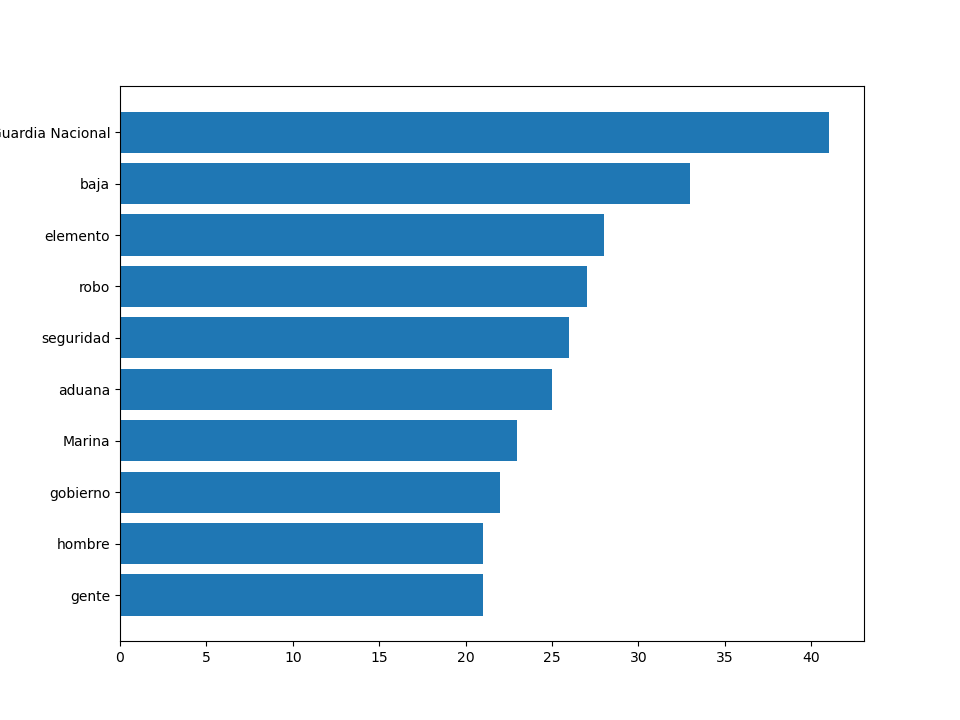 uardia Nacional
baja
elemento
robo
seguridad
aduana
Marina
gobierno
hombre
gente
0 5 10 15 20 25 30 35 40